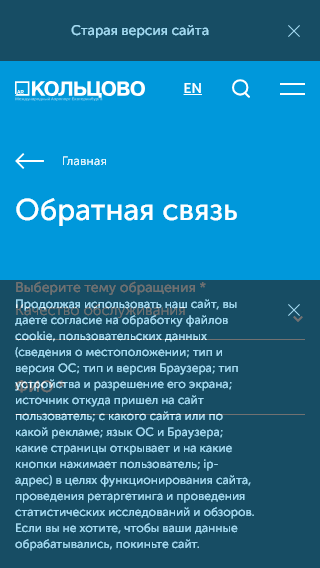 Старая версия сайта
КОЛЬЦОВО
Международный Аэропорт Екатеринбург
EN
Главная
Обратная связь
Выберите тему обращения *
Качество обслуживания
Продолжая использовать наш сайт, вы
даете согласие на обработку файлов
cookie, пользовательских данных
(сведения о местоположении; тип и
версия ОС; тип и версия Браузера; тип
устройства и разрешение его экрана;
источник откуда пришел на сайт
пользователь; с какого сайта или по
какой рекламе; язык ОС и Браузера;
какие страницы открывает и на какие
кнопки нажимает пользователь; ip-
адрес) в целях функционирования сайта,
проведения ретаргетинга и проведения
статистических исследований и обзоров.
Если вы не хотите, чтобы ваши данные
обрабатывались, покиньте сайт.